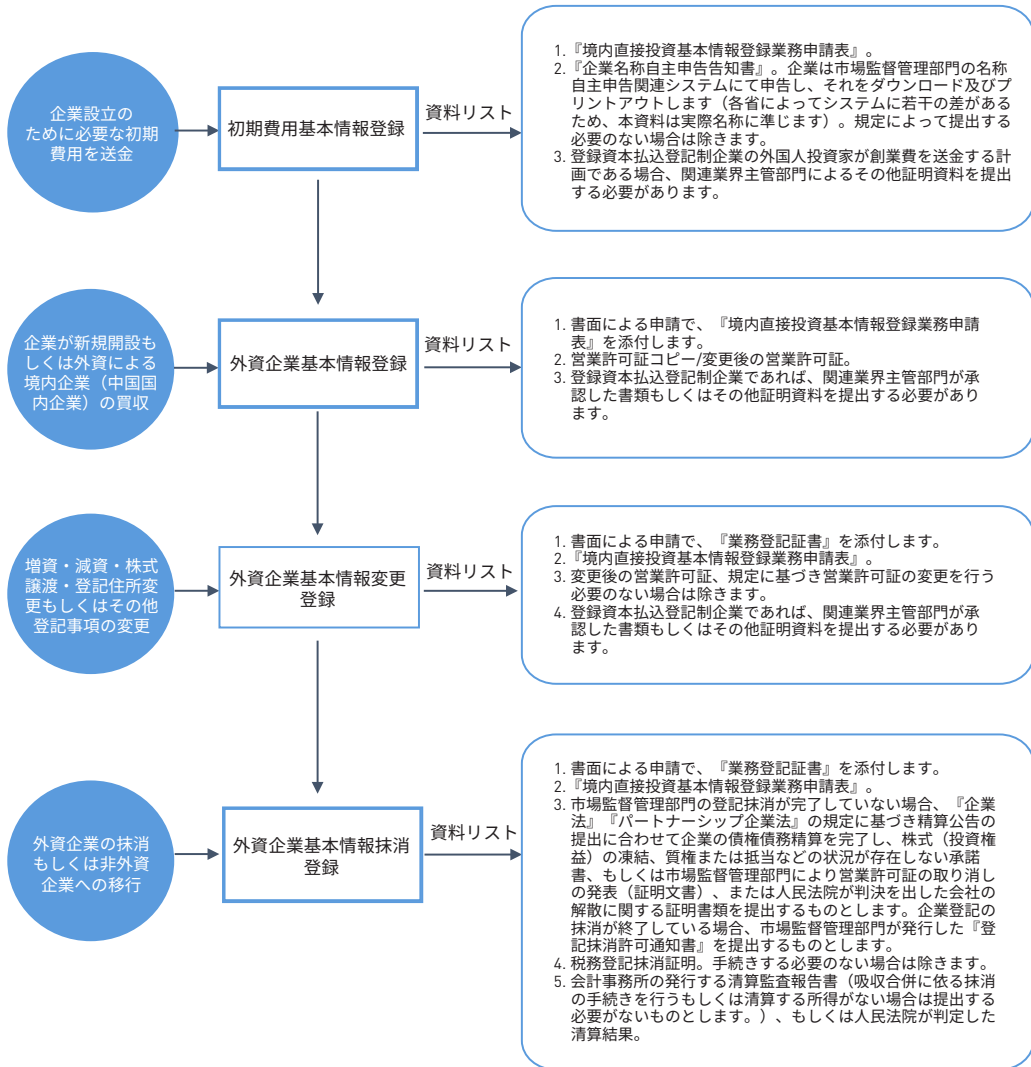 企業設立の
ために必要な初期
費用を送金
初期費用基本情報登録
資料リスト
1. 『境内直接投資基本情報登録業務申請表』。
2. 『企業名称自主申告告知書』。企業は市場監督管理部門の名称
自主申告関連システムにて申告し、それをダウンロード及びプ
リントアウトします（各省によってシステムに若干の差がある
ため、本資料は実際名称に準じます）。規定によって提出する
必要のない場合は除きます。
3. 登録資本払込登記制企業の外国人投資家が創業費を送金する計
画である場合、関連業界主管部門によるその他証明資料を提出
する必要があります。
企業が新規開設も
しくは外資による
境内企業（中国国
内企業）の買収
外資企業基本情報登録
資料リスト
1. 書面による申請で、『境内直接投資基本情報登録業務申請
表』を添付します。
2. 営業許可証コピー/変更後の営業許可証。
3. 登録資本払込登記制企業であれば、関連業界主管部門が承
認した書類もしくはその他証明資料を提出する必要があり
ます。
増資・減資・株式
譲渡・登記住所変
更もしくはその他
登記事項の変更
外資企業基本情報変更
登録
資料リスト
1. 書面による申請で、『業務登記証書』を添付します。
2. 『境内直接投資基本情報登録業務申請表』。
3. 変更後の営業許可証、規定に基づき営業許可証の変更を行う
必要のない場合は除きます。
4. 登録資本払込登記制企業であれば、関連業界主管部門が承
認した書類もしくはその他証明資料を提出する必要があり
ます。
外資企業の抹消
もしくは非外資
企業への移行
外資企業基本情報抹消
登録
資料リスト
1. 書面による申請で、『業務登記証書』を添付します。
2. 『境内直接投資基本情報登録業務申請表』。
3. 市場監督管理部門の登記抹消が完了していない場合、『企業
法』『パートナーシップ企業法』の規定に基づき精算公告の
提出に合わせて企業の債権債務精算を完了し、株式（投資権
益）の凍結、質権または抵当などの状況が存在しない承諾
書、もしくは市場監督管理部門により営業許可証の取り消し
の発表（証明文書）、または人民法院が判決を出した会社の
解散に関する証明書類を提出するものとします。企業登記の
抹消が終了している場合、市場監督管理部門が発行した『登
記抹消許可通知書』を提出するものとします。
4. 税務登記抹消証明。手続きする必要のない場合は除きます。
5. 会計事務所の発行する清算監査報告書（吸収合併に依る抹消
の手続きを行うもしくは清算する所得がない場合は提出する
必要がないものとします。）、もしくは人民法院が判定した
清算結果。